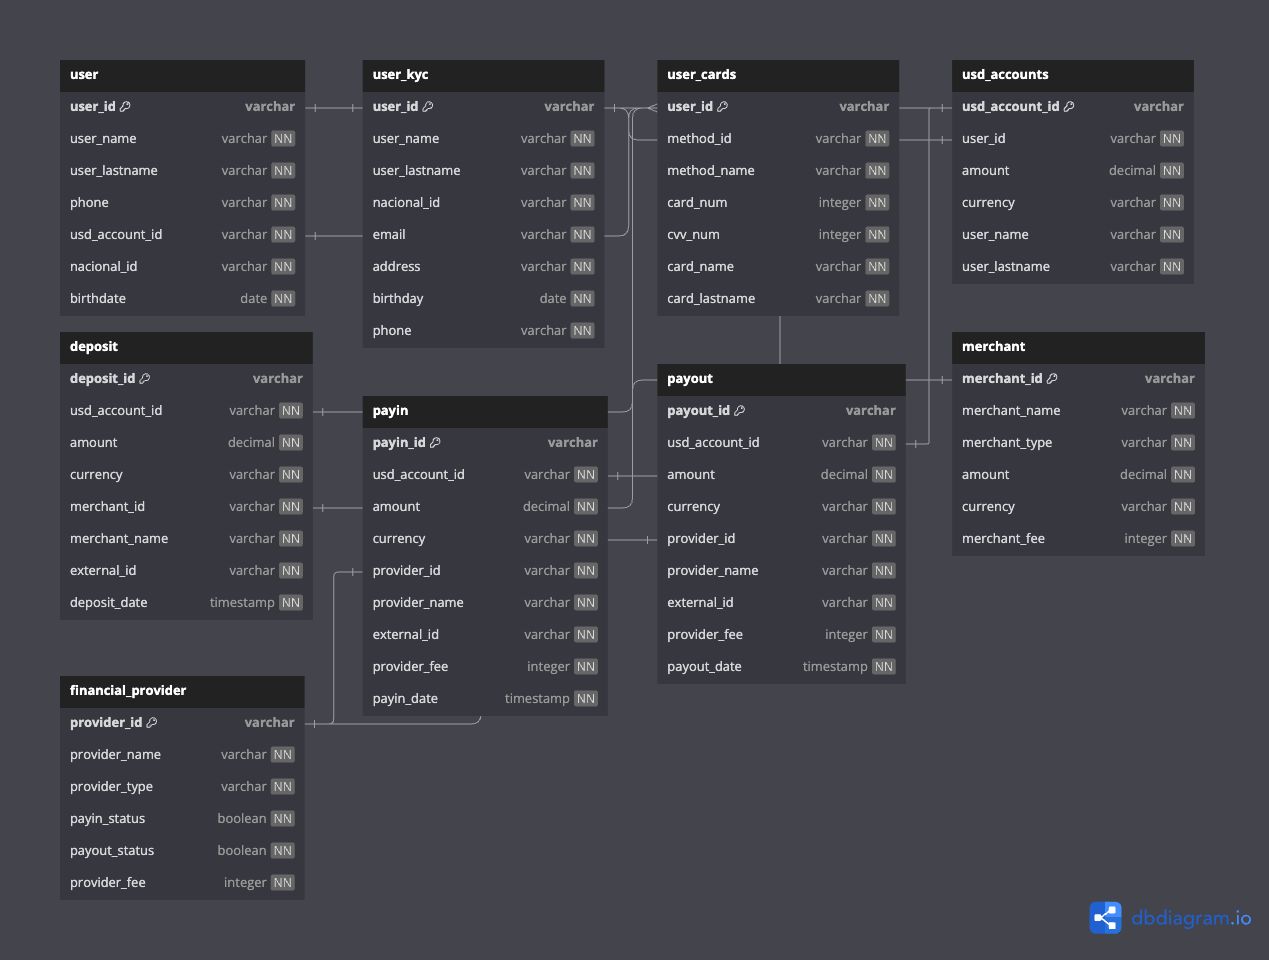 user
user_id varchar
user_name varchar NN
user_lastname varchar NN
phone varchar NN
usd_account_id varchar NN
nacional_id varchar NN
birthdate date NN
user_kyc
user_id varchar
user_name varchar NN
user_lastname varchar NN
nacional_id varchar NN
email varchar NN
address varchar NN
birthday date NN
phone varchar NN
user_cards
user_id varchar
method_id varchar NN
method_name varchar NN
card_num integer NN
cvv_num integer NN
card_name varchar NN
card_lastname varchar NN
usd_accounts
usd_account_id varchar
user_id varchar NN
amount decimal NN
currency varchar NN
user_name varchar NN
user_lastname varchar NN
deposit
deposit_id varchar
usd_account_id varchar NN
amount decimal NN
currency varchar NN
merchant_id varchar NN
merchant_name varchar NN
external_id varchar NN
deposit_date timestamp NN
payin
payin_id varchar
usd_account_id varchar NN
amount decimal NN
currency varchar NN
provider_id varchar NN
provider_name varchar NN
external_id varchar NN
provider_fee integer NN
payin_date timestamp NN
payout
payout_id varchar
usd_account_id varchar NN
amount decimal NN
currency varchar NN
provider_id varchar NN
provider_name varchar NN
external_id varchar NN
provider_fee integer NN
payout_date timestamp NN
merchant
merchant_id varchar
merchant_name varchar NN
merchant_type varchar NN
amount decimal NN
currency varchar NN
merchant_fee integer NN
financial_provider
provider_id varchar
provider_name varchar NN
provider_type varchar NN
payin_status boolean NN
payout_status boolean NN
provider_fee integer NN
dbdiagram.io